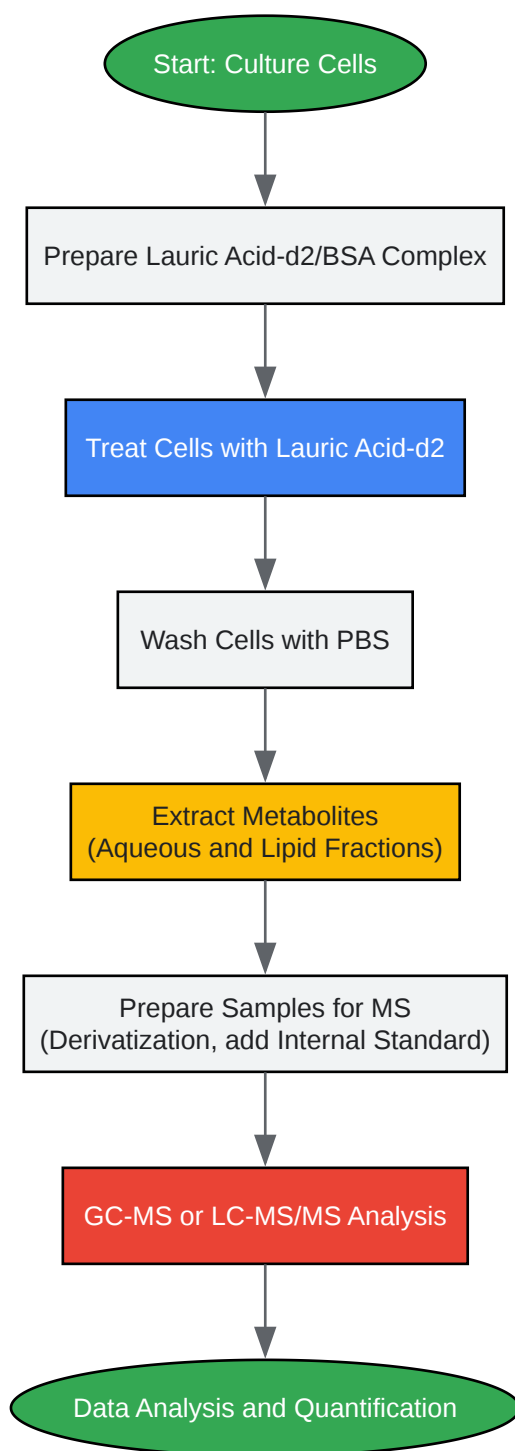 Start: Culture Cells
Prepare Lauric Acid-d2/BSA Complex
Treat Cells with Lauric Acid-d2
Wash Cells with PBS
Extract Metabolites
(Aqueous and Lipid Fractions)
Prepare Samples for MS
(Derivatization, add Internal Standard)
GC-MS or LC-MS/MS Analysis
Data Analysis and Quantification